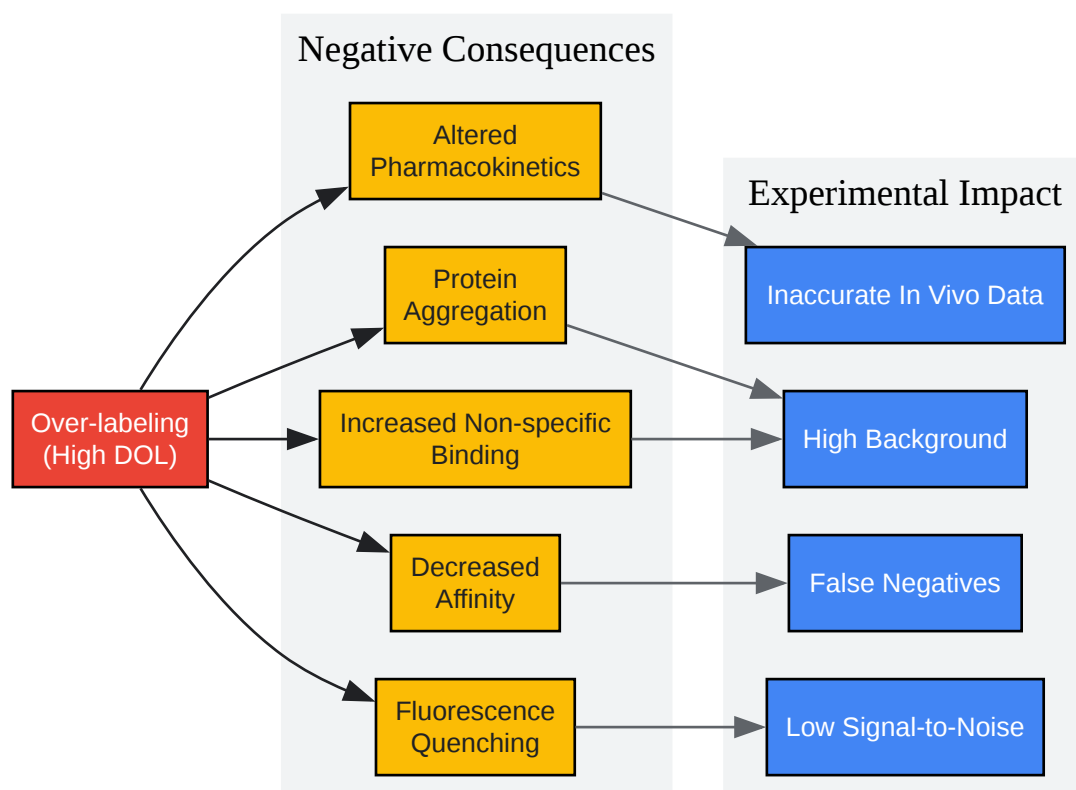 Negative Consequences
Altered
Pharmacokinetics
Experimental Impact
Protein
Aggregation
Inaccurate In Vivo Data
Over-labeling
(High DOL)
Increased Non-specific
Binding
High Background
Decreased
Affinity
False Negatives
Fluorescence
Quenching
Low Signal-to-Noise